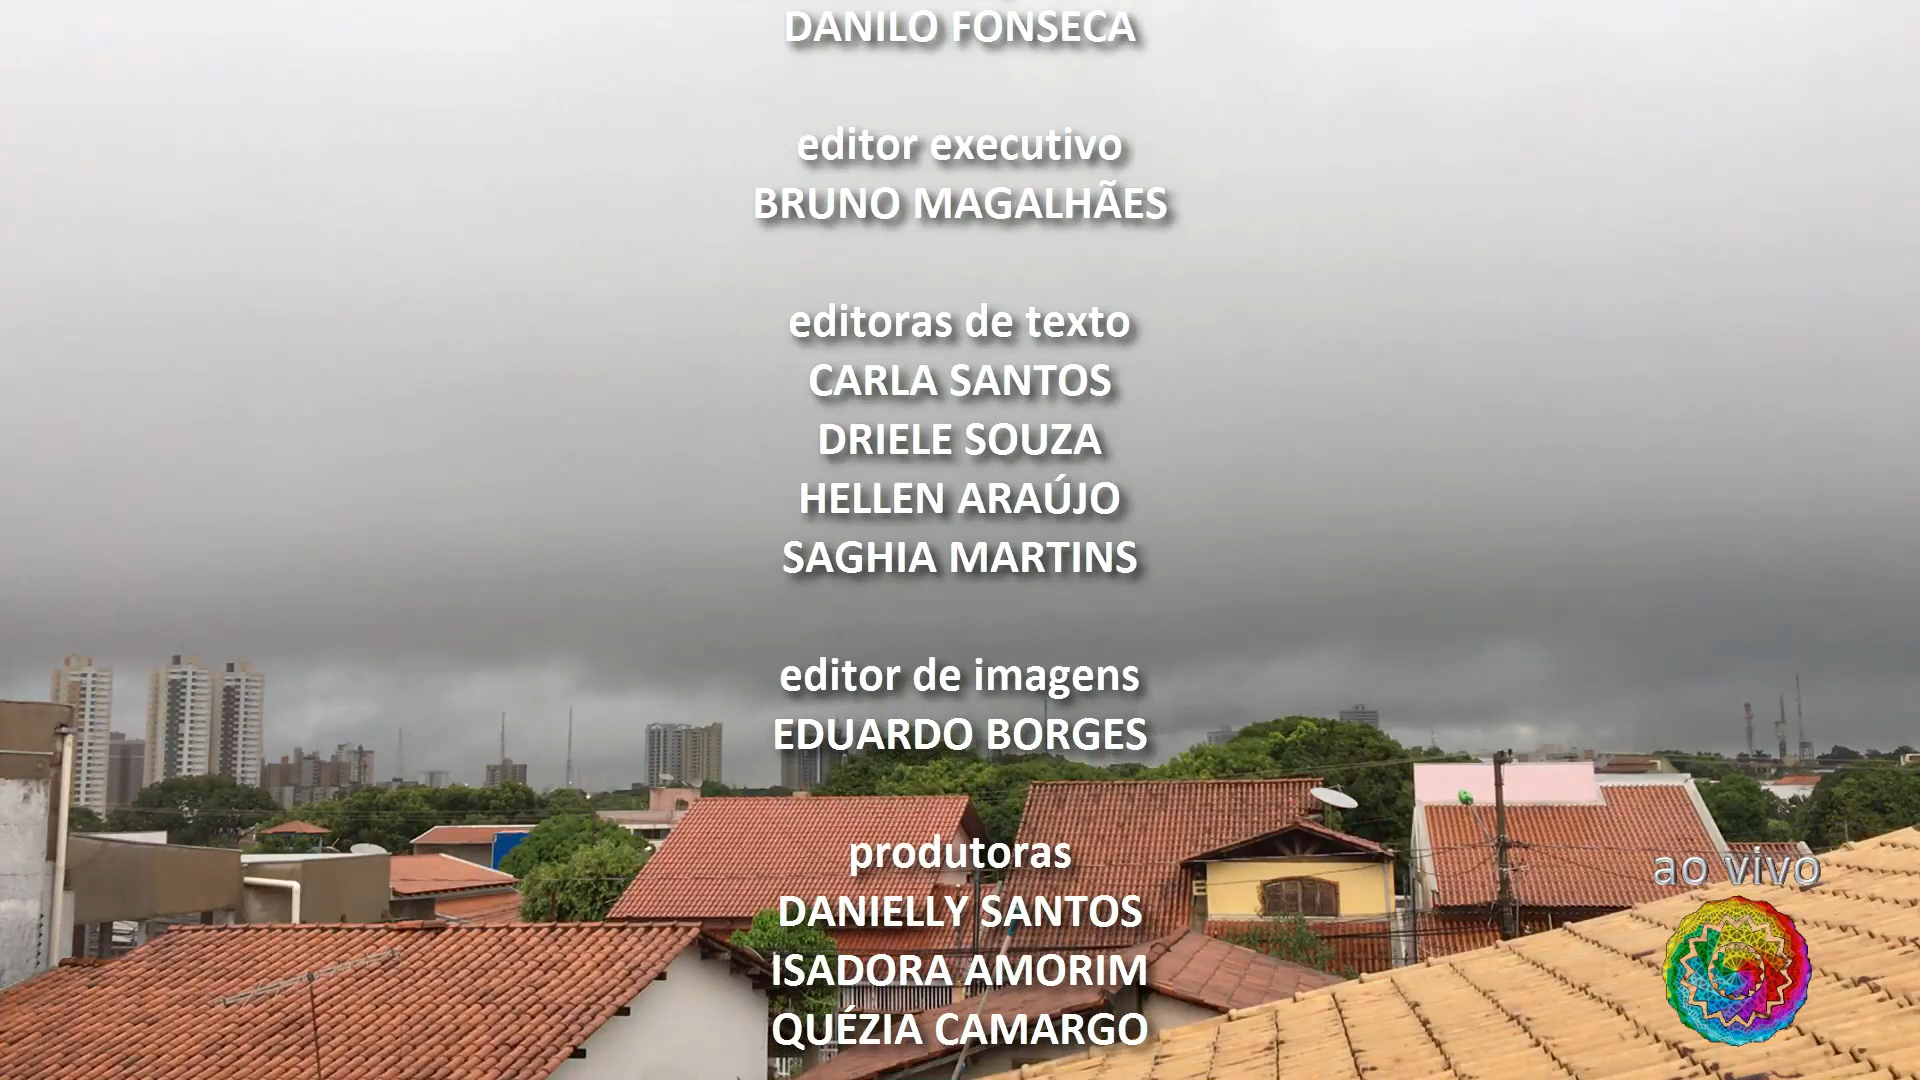 DANILO FONSECA
editor executivo
BRUNO MAGALHÃES
editoras de texto
CARLA SANTOS
DRIELE SOUZA
HELLEN ARAÚJO
SAGHIA MARTINS
editor de imagens
EDUARDO BORGES
produtoras
DANIELLY SANTOS
ISADORA AMORIM
QUÉZIA CAMARGO
ao vivo